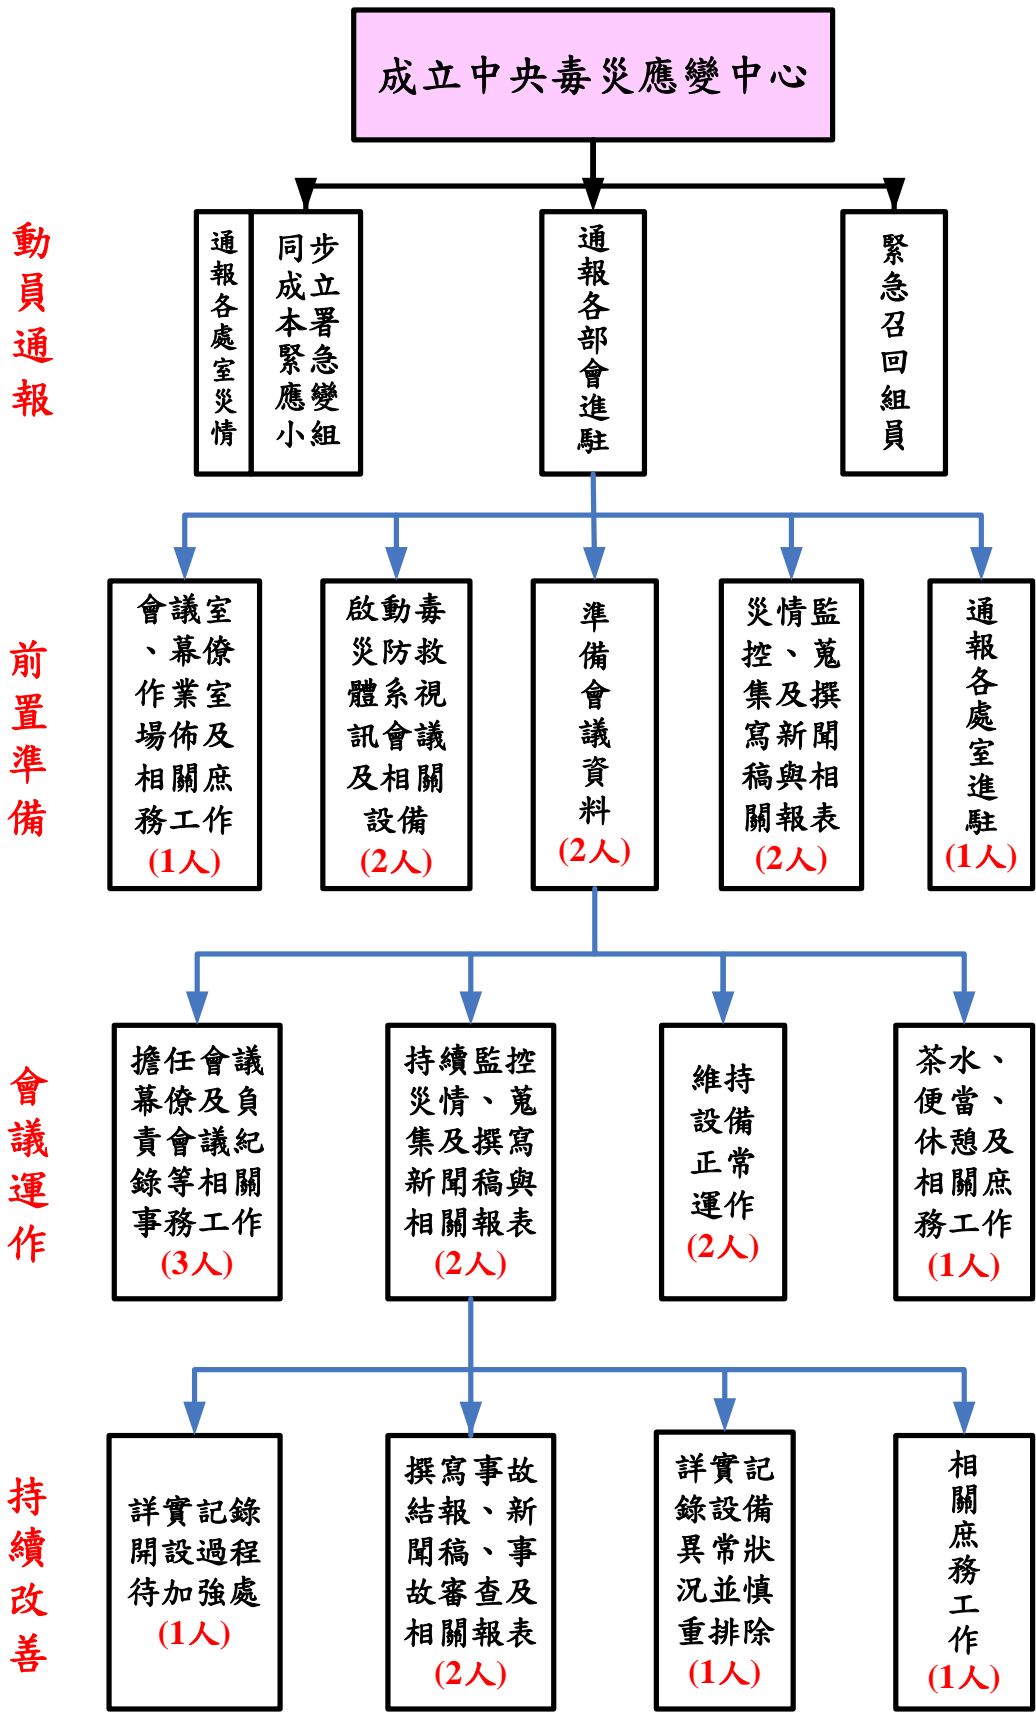 成立中央毒災應變中心
動員通報
通報各處室災情
同步
成立
本署
緊急
應變
小組
通報各部會進駐
緊急召回組員
前置準備
會議室
、幕僚
作業室
場佈及
相關庶
務工作
(1人)
啟動毒
災防救
體系視
訊會議
及相關
設備
(2人)
準備會議資料
(2人)
災情監
控、蒐
集及撰
寫新聞
稿與相
關報表
(2人)
通報各處室進駐
(1人)
會議運作
擔任會議
幕僚及負
責會議紀
錄等相關
事務工作
(3人)
持續監控
災情、蒐
集及撰寫
新聞稿與
相關報表
(2人)
維持
設備
正常
運作
(2人)
茶水、
便當、
休憩及
相關庶
務工作
(1人)
持續改善
詳實記錄
開設過程
待加強處
(1人)
撰寫事故
結報、新
聞稿、事
故審查及
相關報表
(2人)
詳實記
錄設備
異常狀
況並慎
重排除
(1人)
相關庶務工作
(1人)